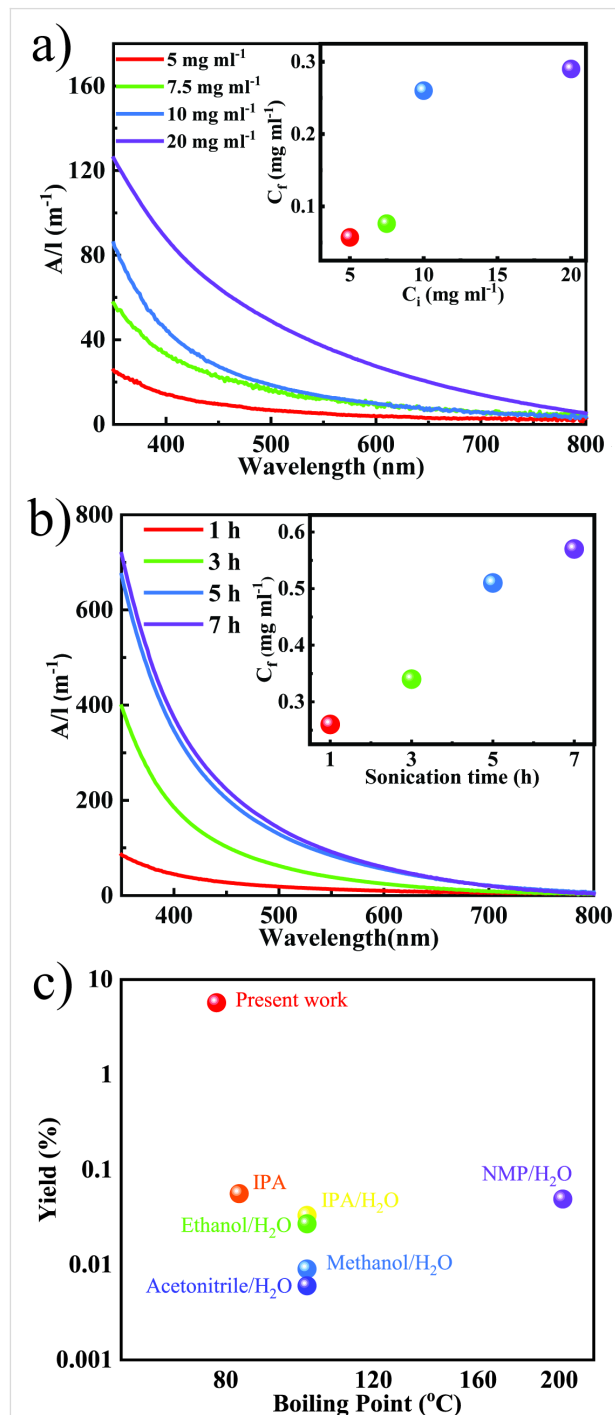 a)
5 mg ml⁻¹
7.5 mg ml⁻¹
10 mg ml⁻¹
20 mg ml⁻¹
160
120
80
40
0
A/l (m⁻¹)
400 500 600 700 800
Wavelength (nm)
0.3
0.2
0.1
C_f (mg ml⁻¹)
5 10 15 20
C_i (mg ml⁻¹)
b)
1 h
3 h
5 h
7 h
800
600
400
200
0
A/l (m⁻¹)
400 500 600 700 800
Wavelength(nm)
0.6
0.5
0.4
0.3
C_f (mg ml⁻¹)
1 3 5 7
Sonication time (h)
c)
10
1
0.1
0.01
0.001
Yield (%)
Present work
IPA
IPA/H₂O
NMP/H₂O
Ethanol/H₂O
Methanol/H₂O
Acetonitrile/H₂O
80 120 160 200
Boiling Point (°C)